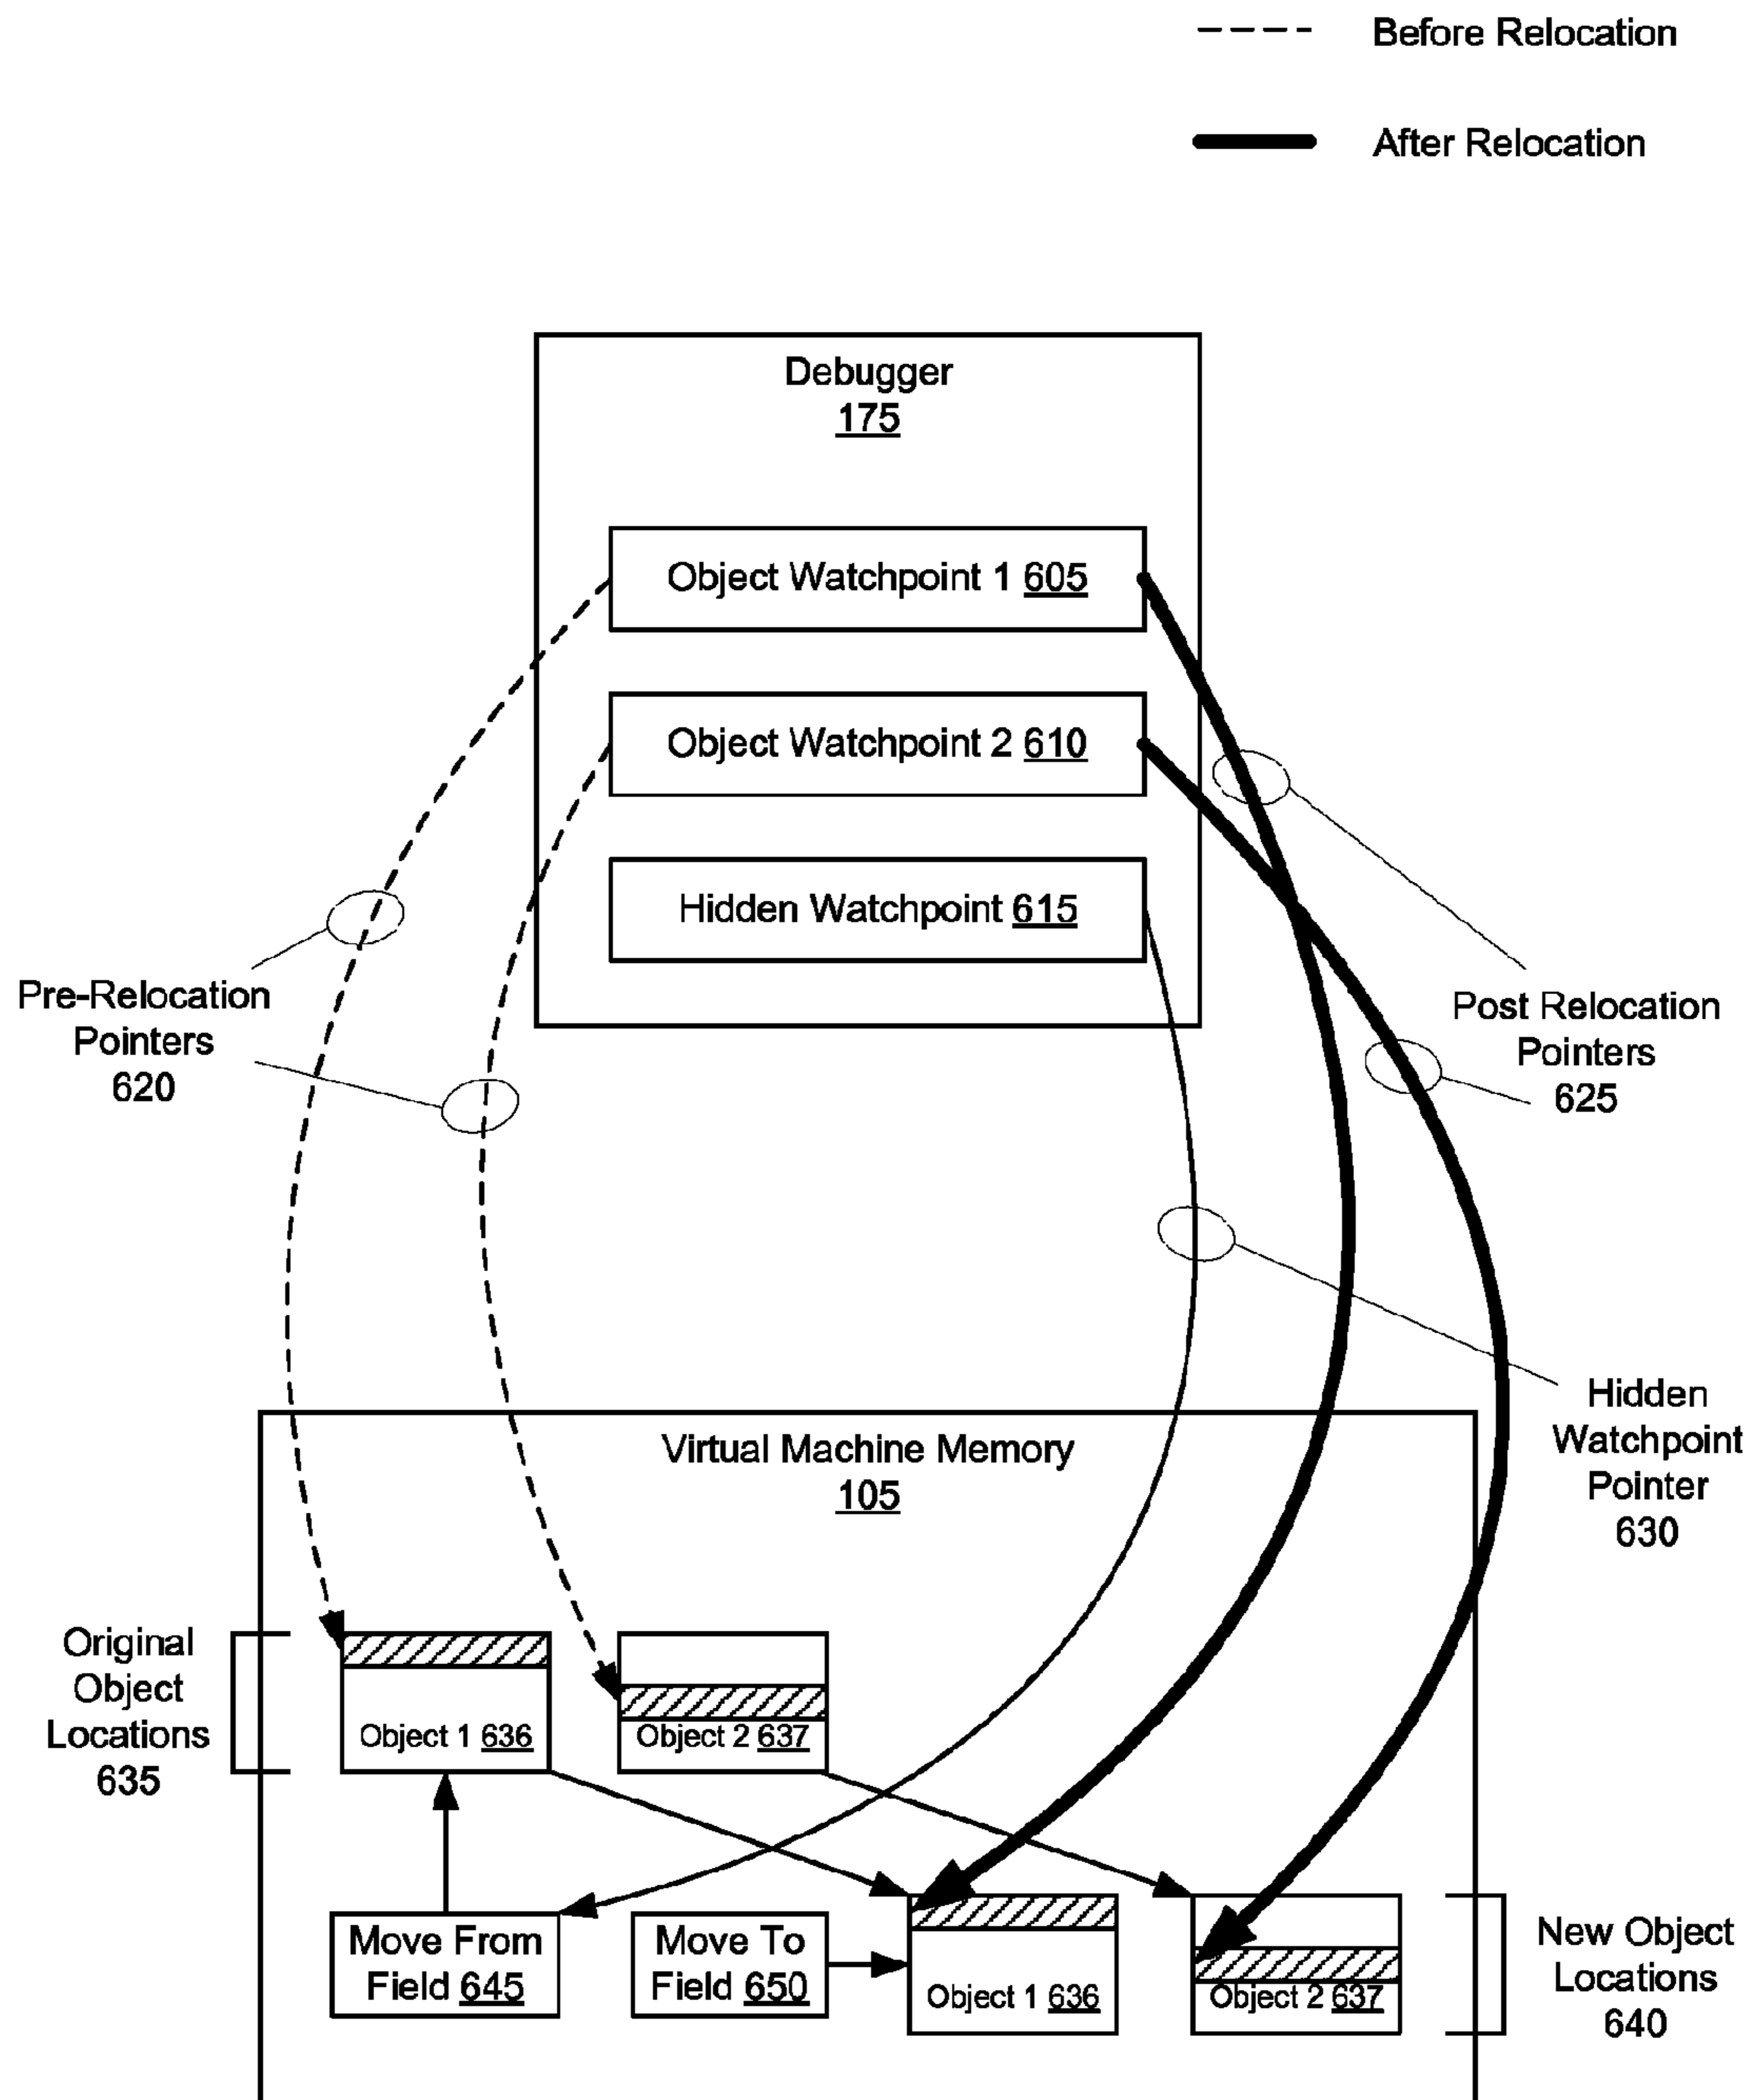 Before Relocation
After Relocation
Debugger
175
Object Watchpoint 1 605
Object Watchpoint 2 610
Hidden Watchpoint 615
Pre-Relocation
Pointers
620
Post Relocation
Pointers
625
Hidden
Watchpoint
Pointer
630
Virtual Machine Memory
105
Original
Object
Locations
635
Object 1 636
Object 2 637
Move From
Field 645
Move To
Field 650
Object 1 636
Object 2 637
New Object
Locations
640